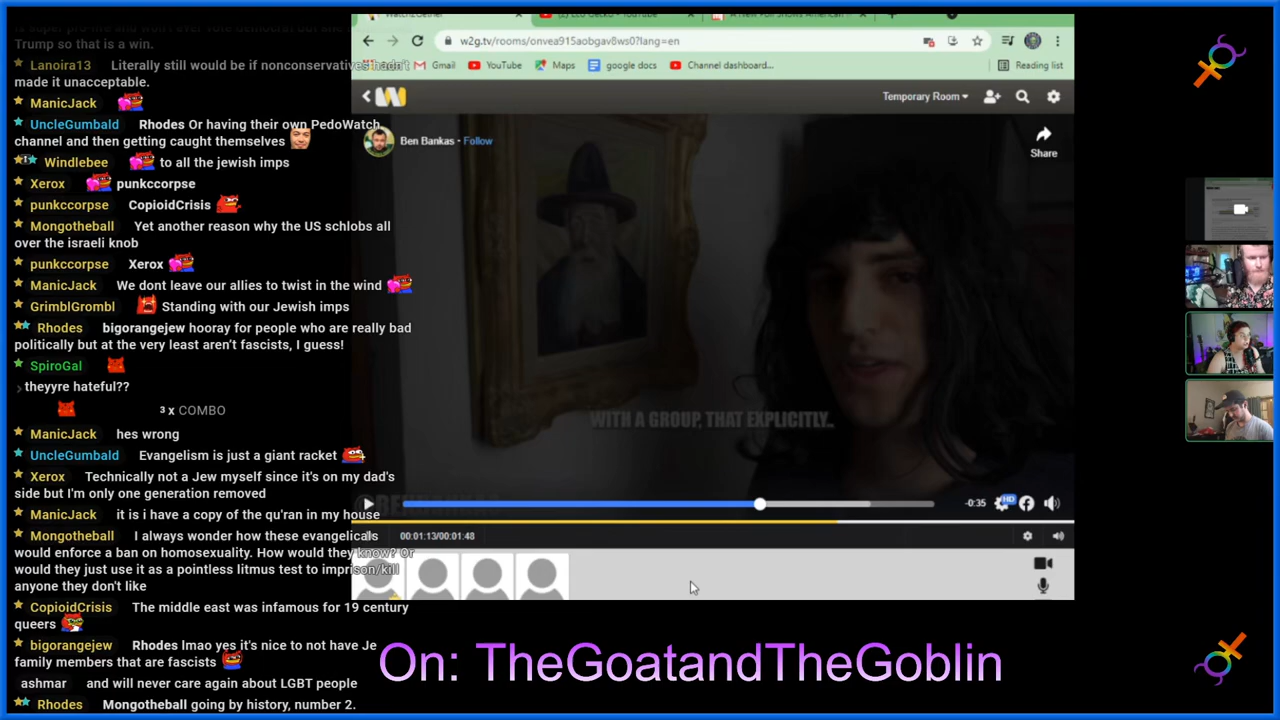 Trump so that is a win.
Lanoira13 Literally still would be if nonconservatives hadn't
made it unacceptable.
ManicJack
UncleGumbald Rhodes Or having their own PedoWatch
channel and then getting caught themselves
Windlebee to all the jewish imps
Xerox punkccorpse
punkccorpse CopioidCrisis
Mongotheball Yet another reason why the US schlobs all
over the israeli knob
punkccorpse Xerox
ManicJack We dont leave our allies to twist in the wind
GrimblGrombl Standing with our Jewish imps
Rhodes bigorangejew hooray for people who are really bad
politically but at the very least aren't fascists, I guess!
SpiroGal
theyyre hateful??
3 x COMBO
ManicJack hes wrong
UncleGumbald Evangelism is just a giant racket
Xerox Technically not a Jew myself since it's on my dad's
side but I'm only one generation removed
ManicJack it is i have a copy of the qu'ran in my house
Mongotheball I always wonder how these evangelicals
would enforce a ban on homosexuality. How would they know? Or
would they just use it as a pointless litmus test to imprison/kill
anyone they don't like
CopioidCrisis The middle east was infamous for 19 century
queers
bigorangejew Rhodes lmao yes it's nice to not have Je
family members that are fascists
ashmar and will never care again about LGBT people
Rhodes Mongotheball going by history, number 2.
w2g.tv/rooms/onvea915aobgav8ws0?lang=en
Gmail YouTube Maps google docs Channel dashboard... Reading list
Temporary Room
Ben Bankas · Follow
Share
WITH A GROUP, THAT EXPLICITLY..
-0:35 HD
00:01:13/00:01:48
On: TheGoatandTheGoblin